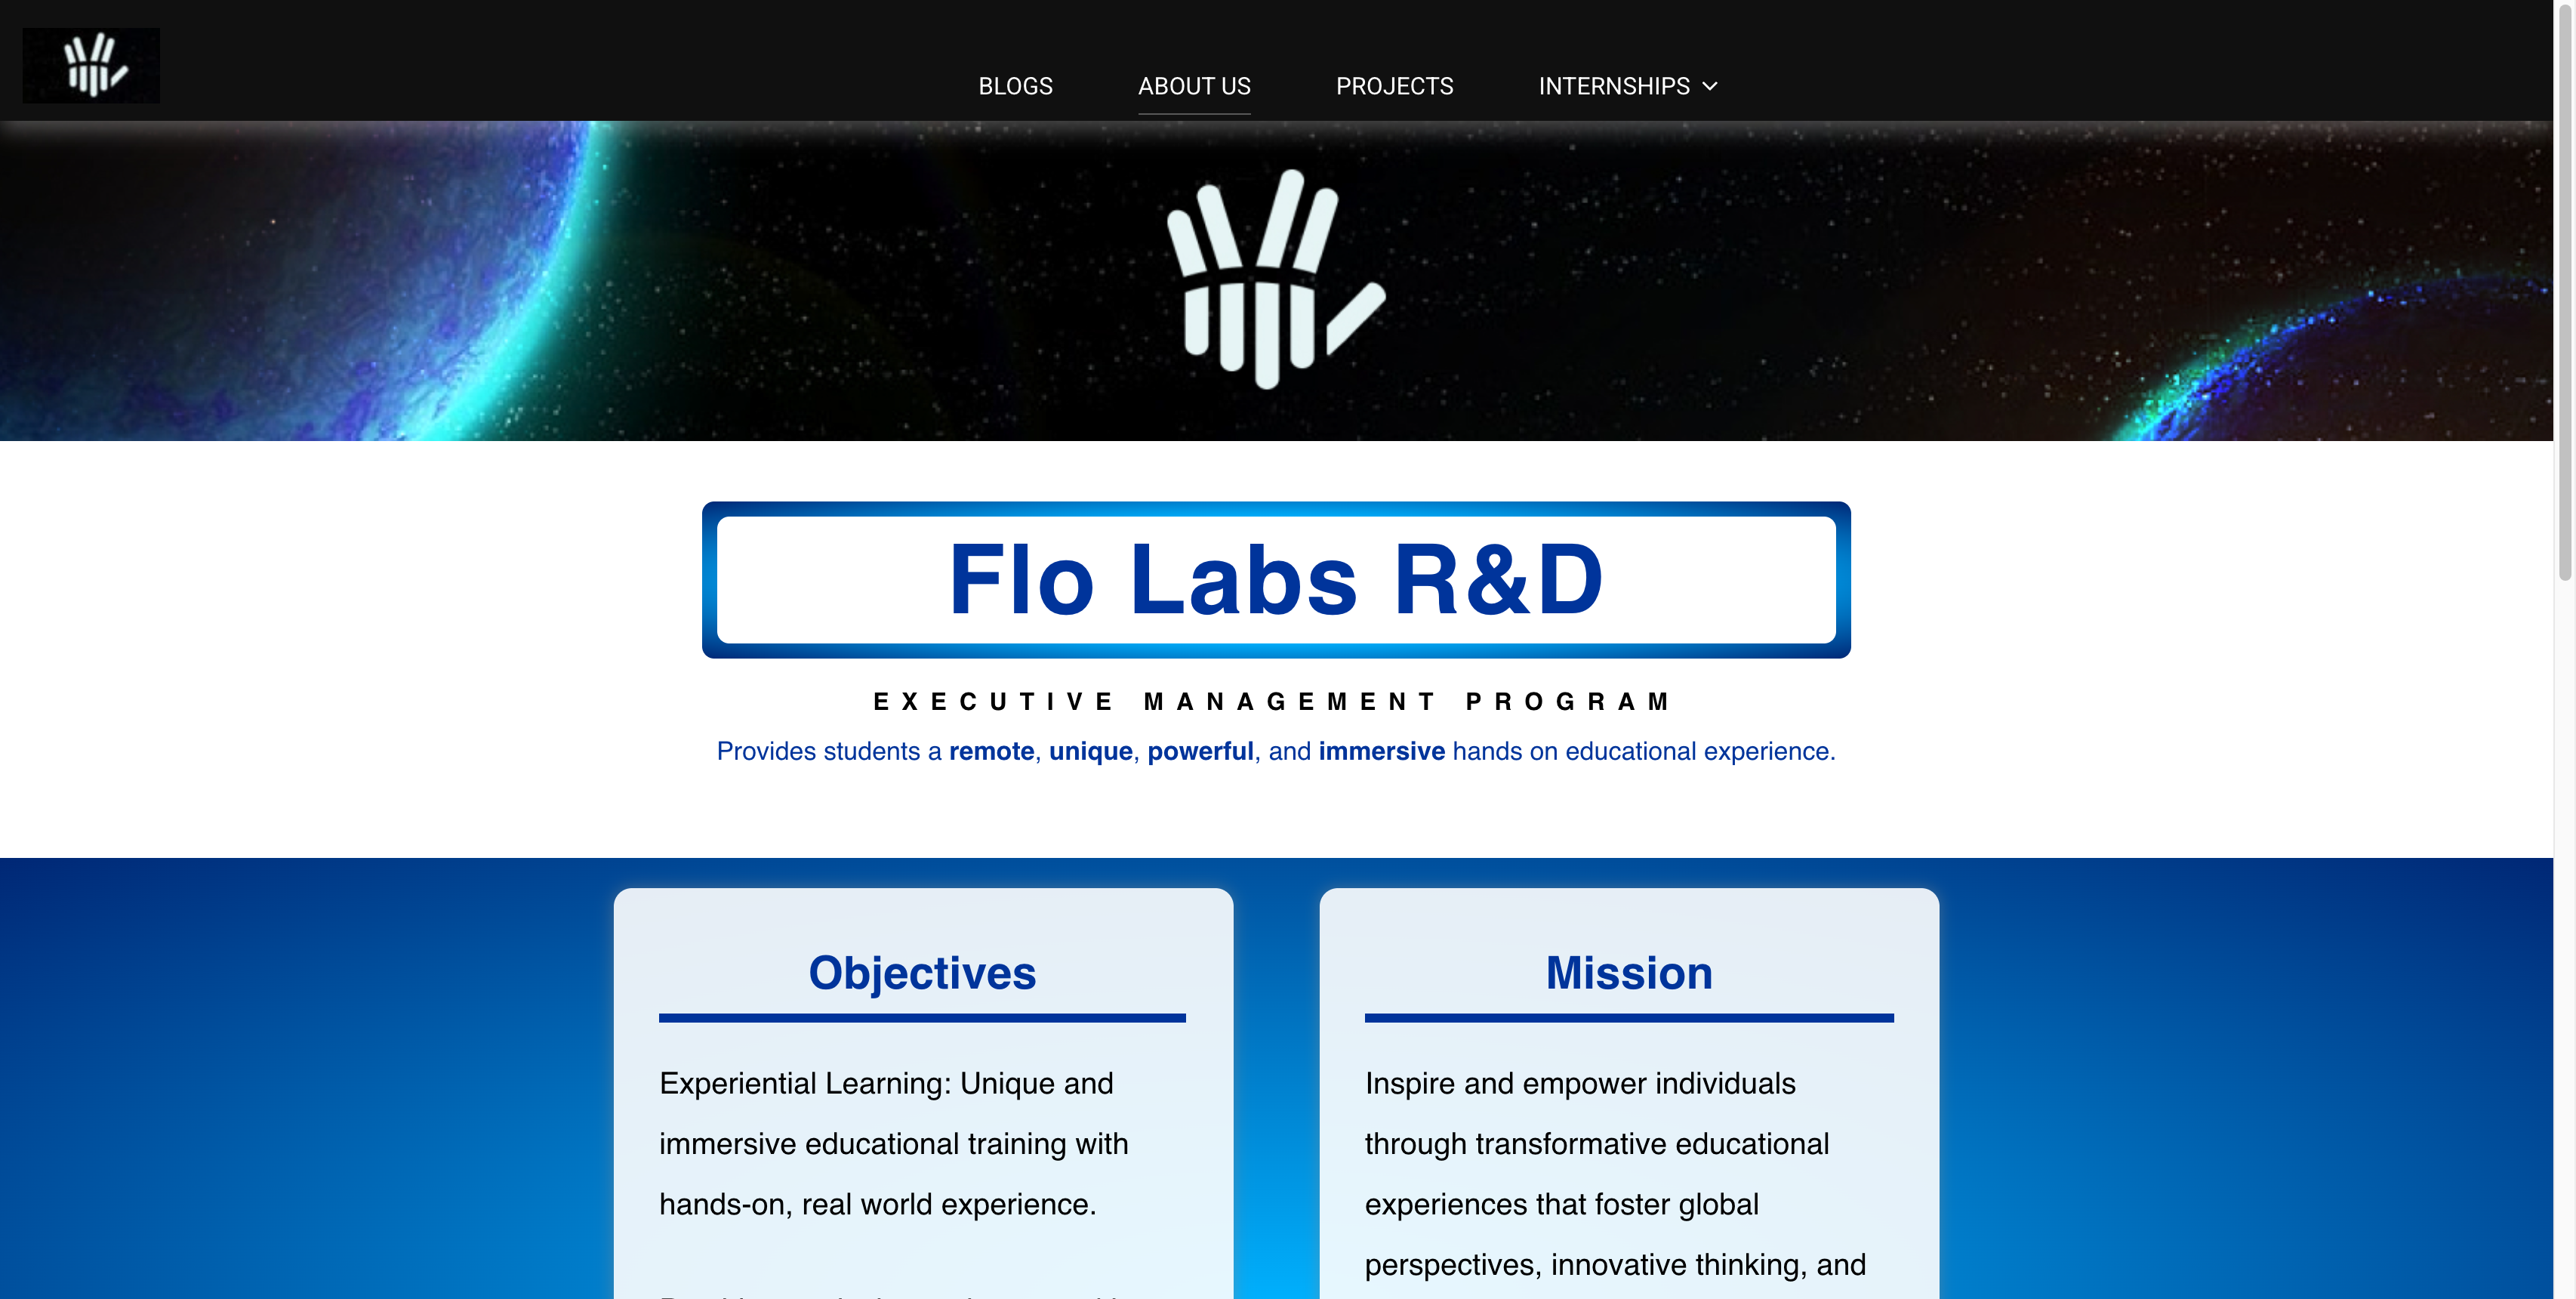 BLOGS
ABOUT US
PROJECTS
INTERNSHIPS
Flo Labs R&D
EXECUTIVE MANAGEMENT PROGRAM
Provides students a remote, unique, powerful, and immersive hands on educational experience.
Objectives
Experiential Learning: Unique and
immersive educational training with
hands-on, real world experience.
Mission
Inspire and empower individuals
through transformative educational
experiences that foster global
perspectives, innovative thinking, and